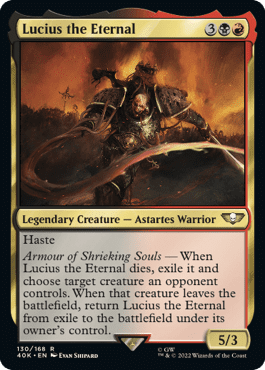 Lucius the Eternal 3
Legendary Creature — Astartes Warrior
Haste
Armour of Shrieking Souls — When
Lucius the Eternal dies, exile it and
choose target creature an opponent
controls. When that creature leaves the
battlefield, return Lucius the Eternal
from exile to the battlefield under its
owner's control.
5/3
130/168 R
40K • EN Evan Shipard
© GW
™ & © 2022 Wizards of the Coast